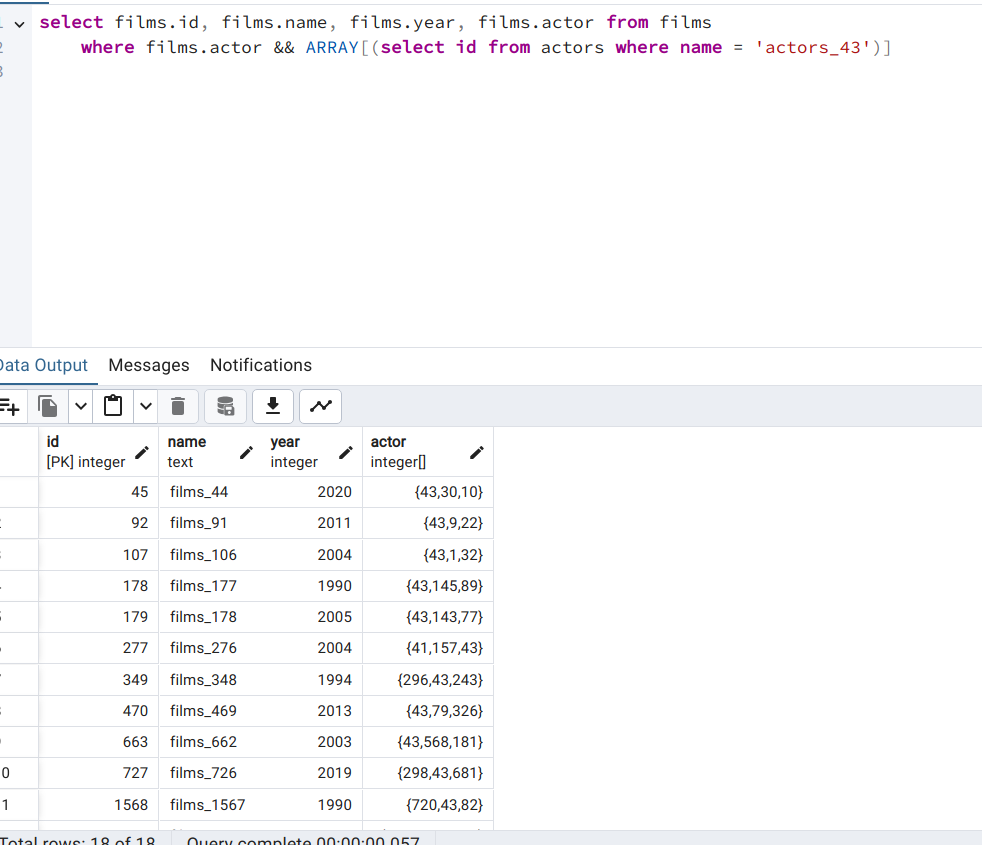 select films.id, films.name, films.year, films.actor from films
where films.actor && ARRAY[(select id from actors where name = 'actors_43')]
Data Output Messages Notifications
id name year actor
[PK] integer text integer integer[]
45 films_44 2020 {43,30,10}
92 films_91 2011 {43,9,22}
107 films_106 2004 {43,1,32}
178 films_177 1990 {43,145,89}
179 films_178 2005 {43,143,77}
277 films_276 2004 {41,157,43}
349 films_348 1994 {296,43,243}
470 films_469 2013 {43,79,326}
663 films_662 2003 {43,568,181}
0 727 films_726 2019 {298,43,681}
1 1568 films_1567 1990 {720,43,82}
Total rows: 18 of 18 Query complete 00:00:00.057